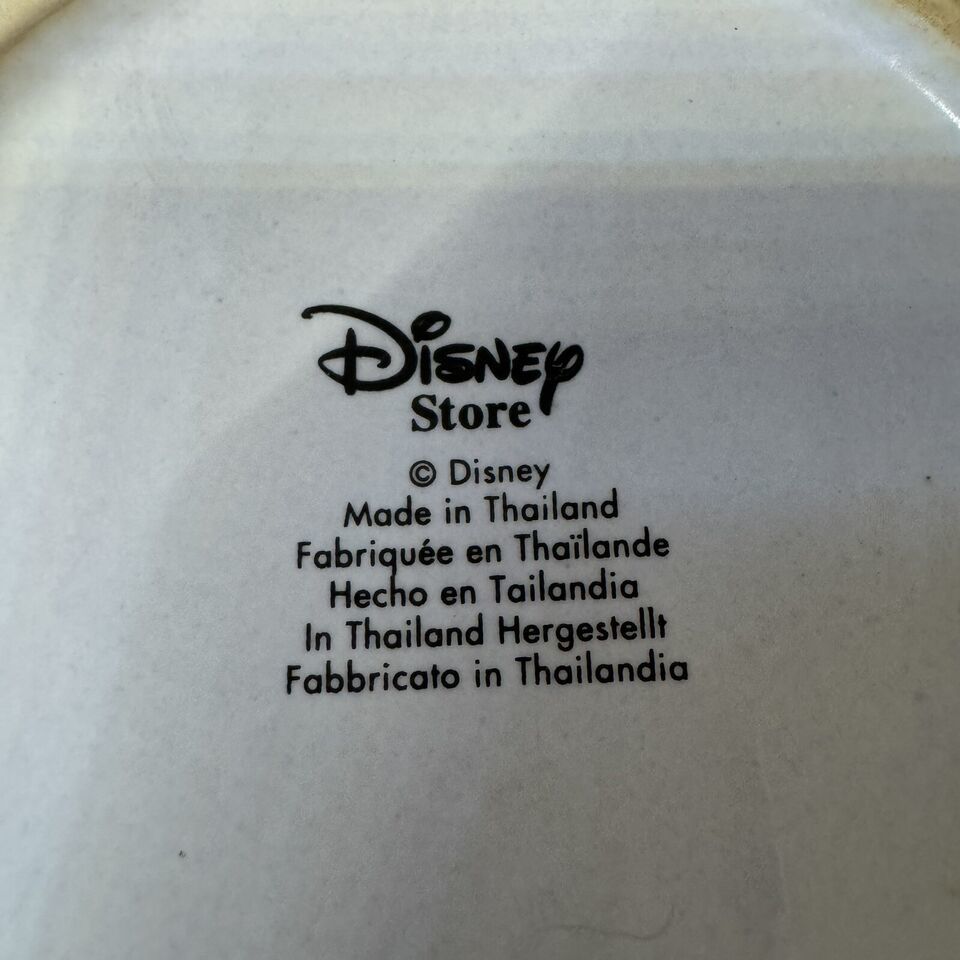 Disney
Store
© Disney
Made in Thailand
Fabriquée en Thaïlande
Hecho en Tailandia
In Thailand Hergestellt
Fabbricato in Thailandia